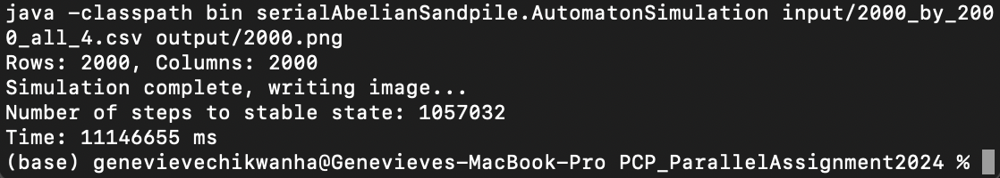 java -classpath bin serialAbelianSandpile.AutomatonSimulation input/2000_by_200
0_all_4.csv output/2000.png
Rows: 2000, Columns: 2000
Simulation complete, writing image...
Number of steps to stable state: 1057032
Time: 11146655 ms
(base) genevievechikwanha@Genevieves-MacBook-Pro PCP_ParallelAssignment2024 %